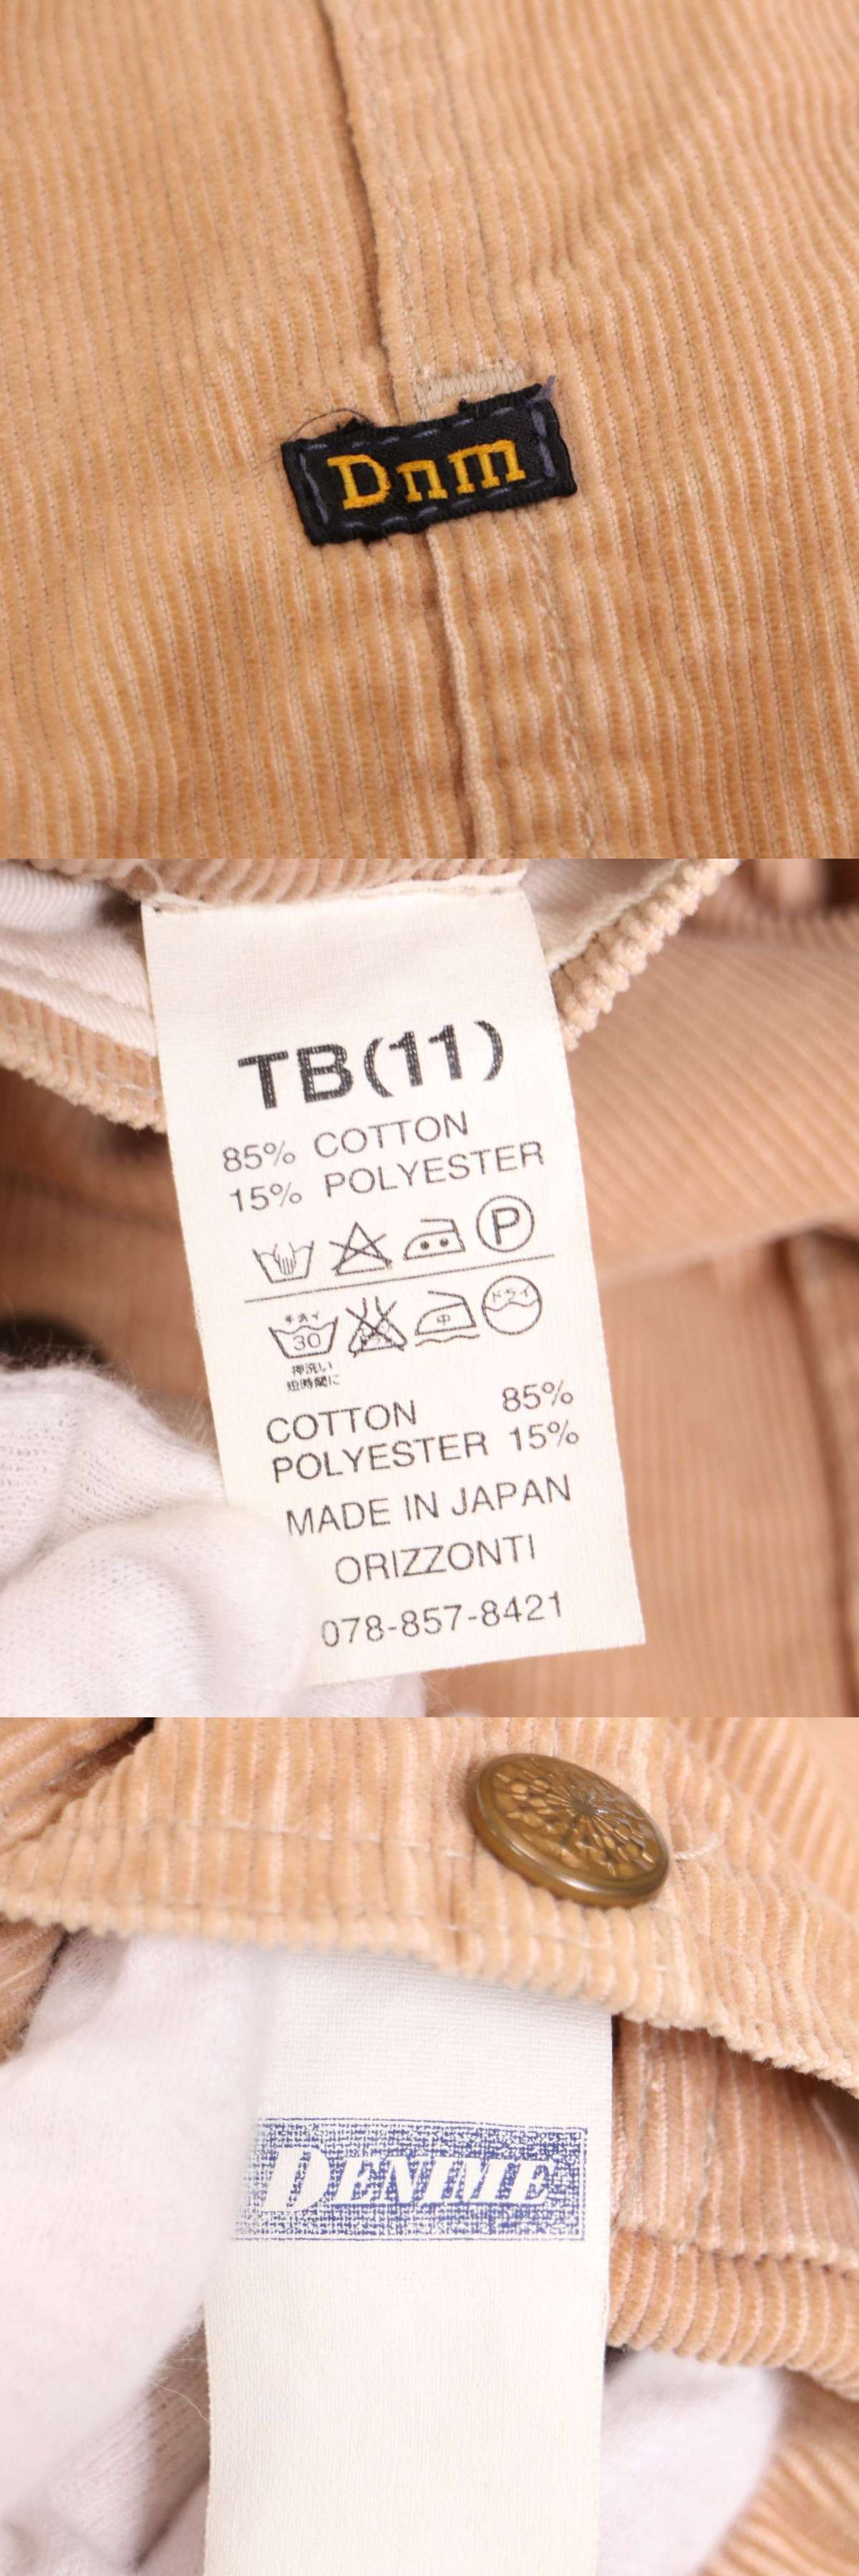 Dnm
TB(11)
85% COTTON
15% POLYESTER
P
手洗イ
30
中
ドライ
押洗い
短時間に
COTTON 85%
POLYESTER 15%
MADE IN JAPAN
ORIZZONTI
078-857-8421
DENIME